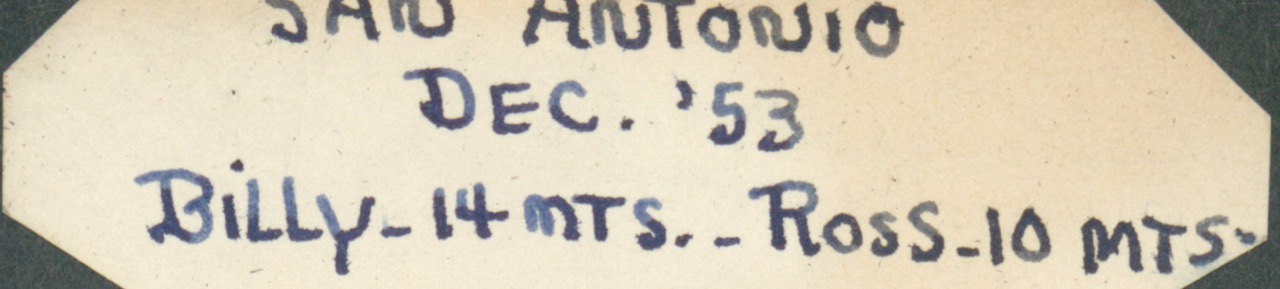 SAN ANTONIO
DEC. '53
BiLLy - 14 MTS. - ROSS - 10 MTS.